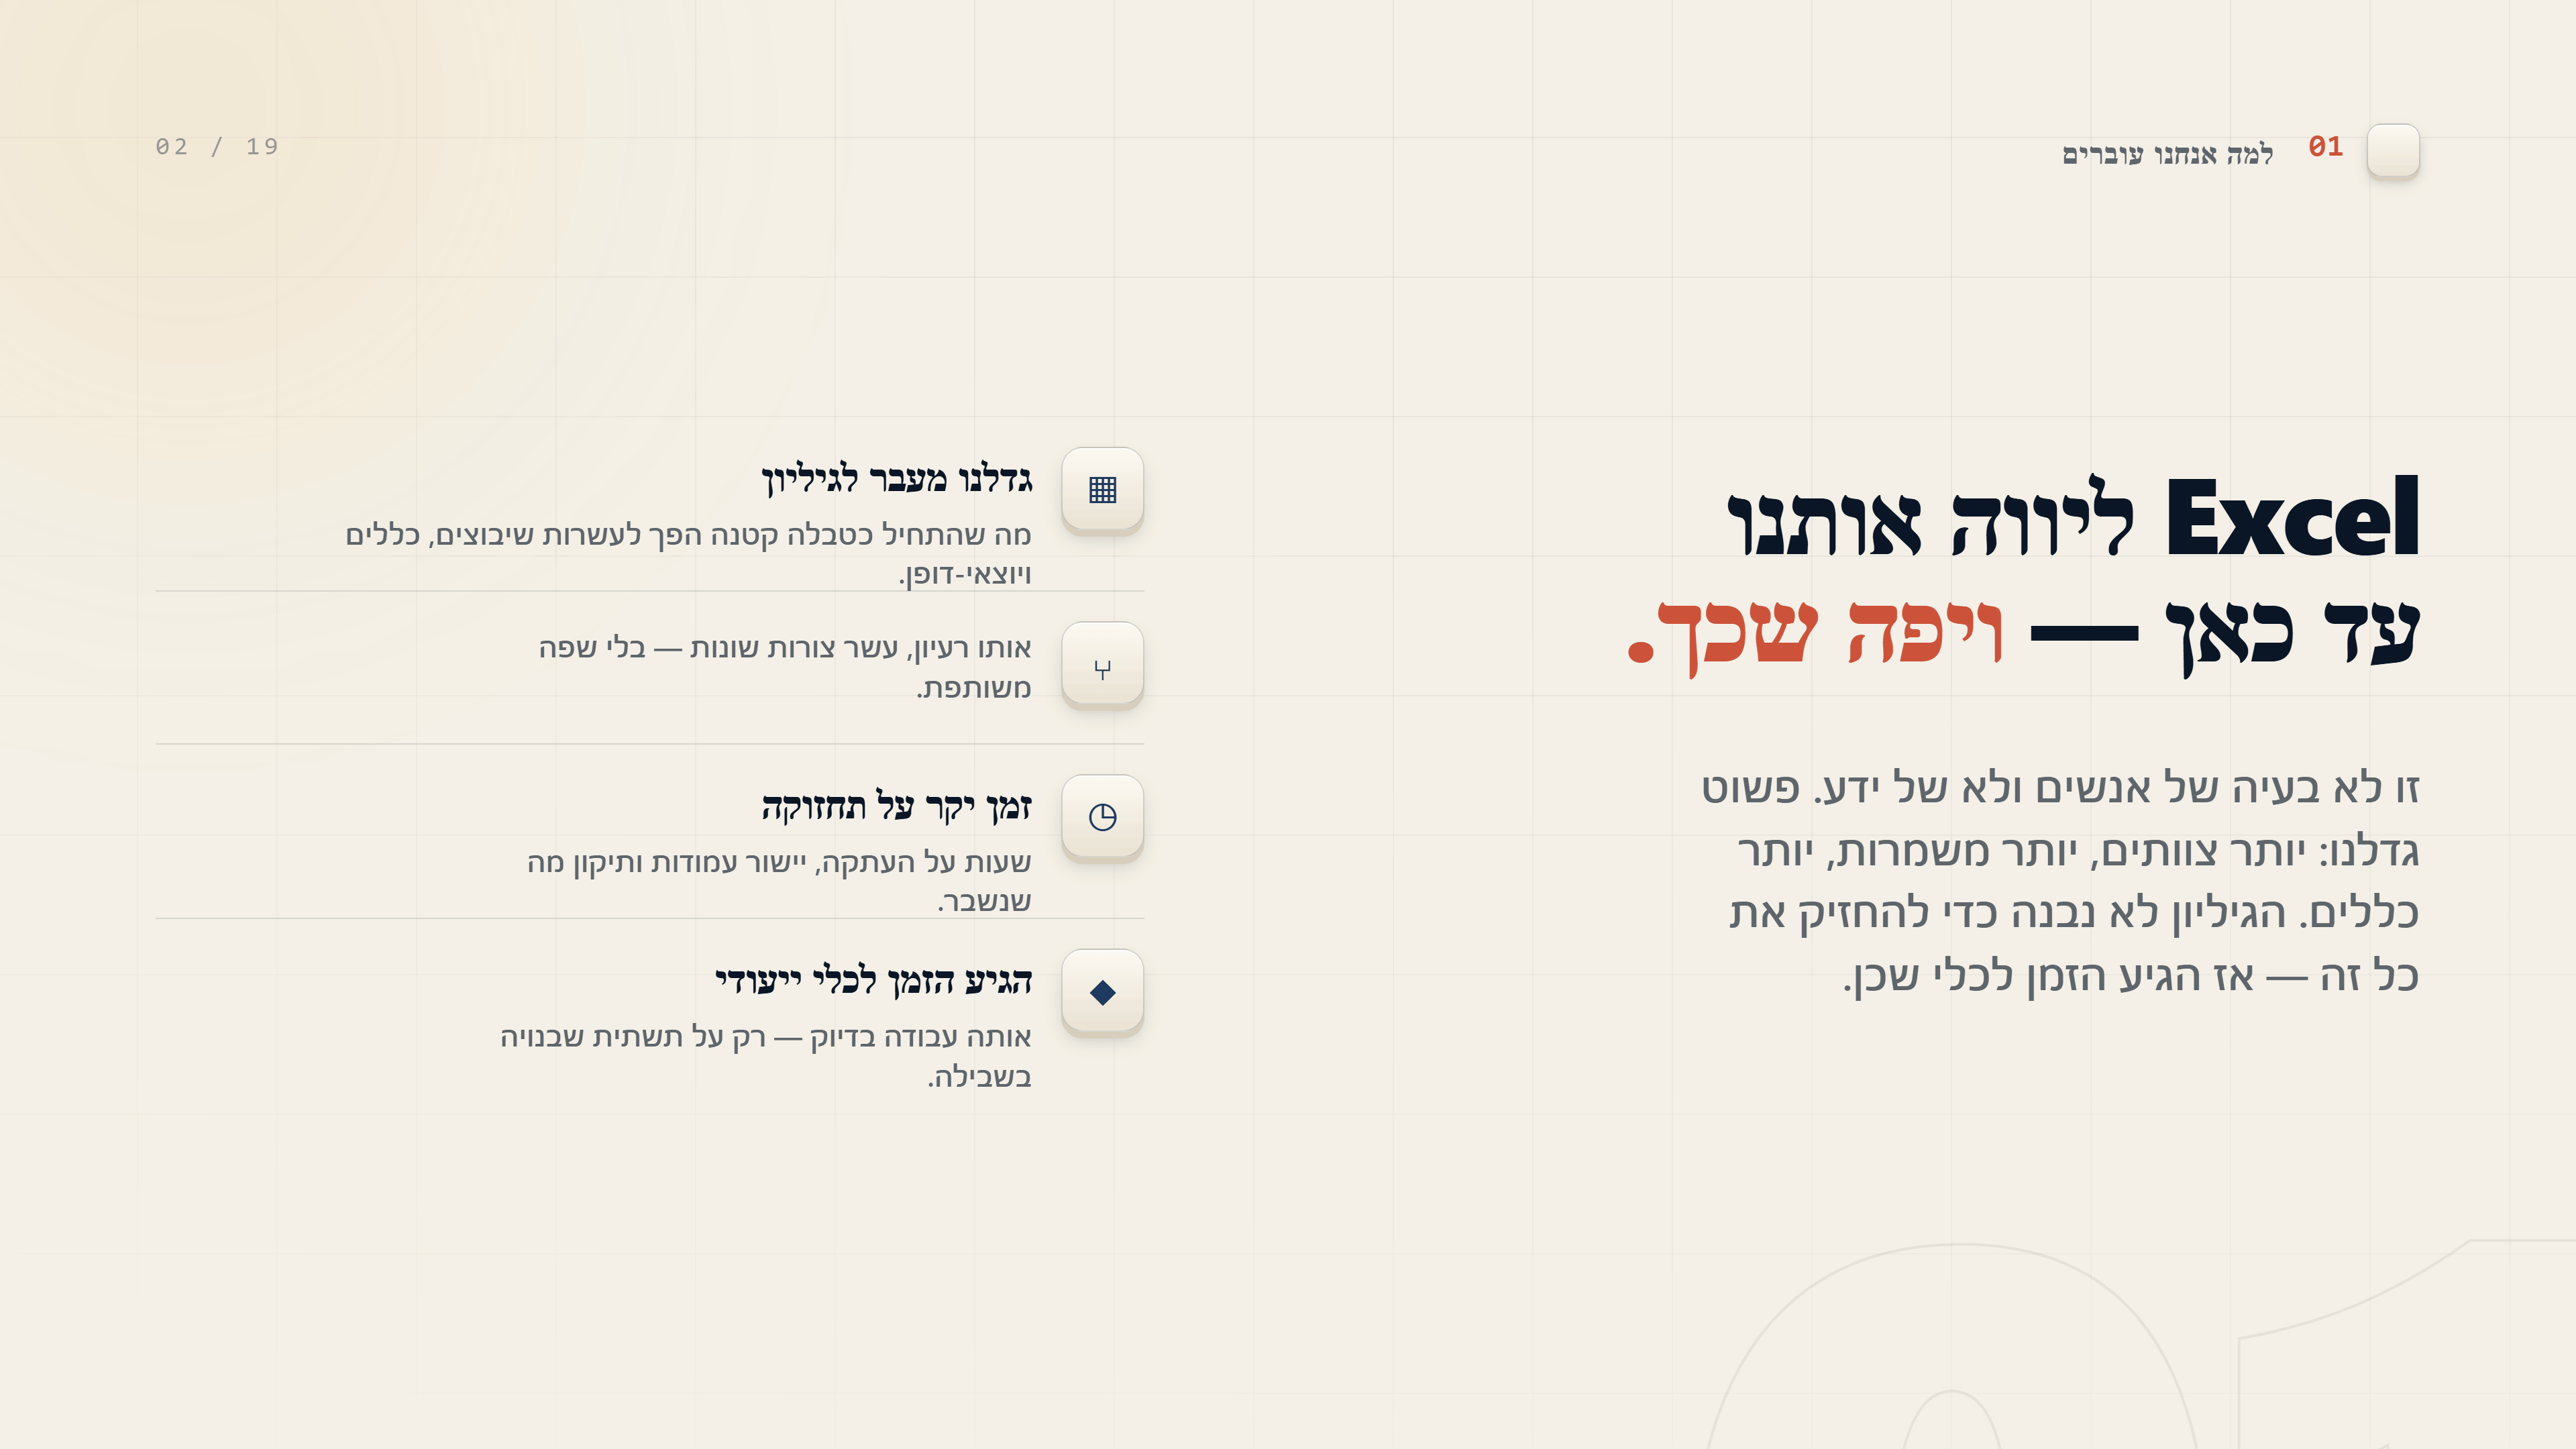 01 למה אנחנו עוברים
02 / 19
Excel ליווה אותנו
עד כאן — ויפה שכך.
זו לא בעיה של אנשים ולא של ידע. פשוט
גדלנו: יותר צוותים, יותר משמרות, יותר
כללים. הגיליון לא נבנה כדי להחזיק את
כל זה — אז הגיע הזמן לכלי שכן.
גדלנו מעבר לגיליון
מה שהתחיל כטבלה קטנה הפך לעשרות שיבוצים, כללים
ויוצאי-דופן.
אותו רעיון, עשר צורות שונות — בלי שפה
משותפת.
זמן יקר על תחזוקה
שעות על העתקה, יישור עמודות ותיקון מה
שנשבר.
הגיע הזמן לכלי ייעודי
אותה עבודה בדיוק — רק על תשתית שבנויה
בשבילה.
01